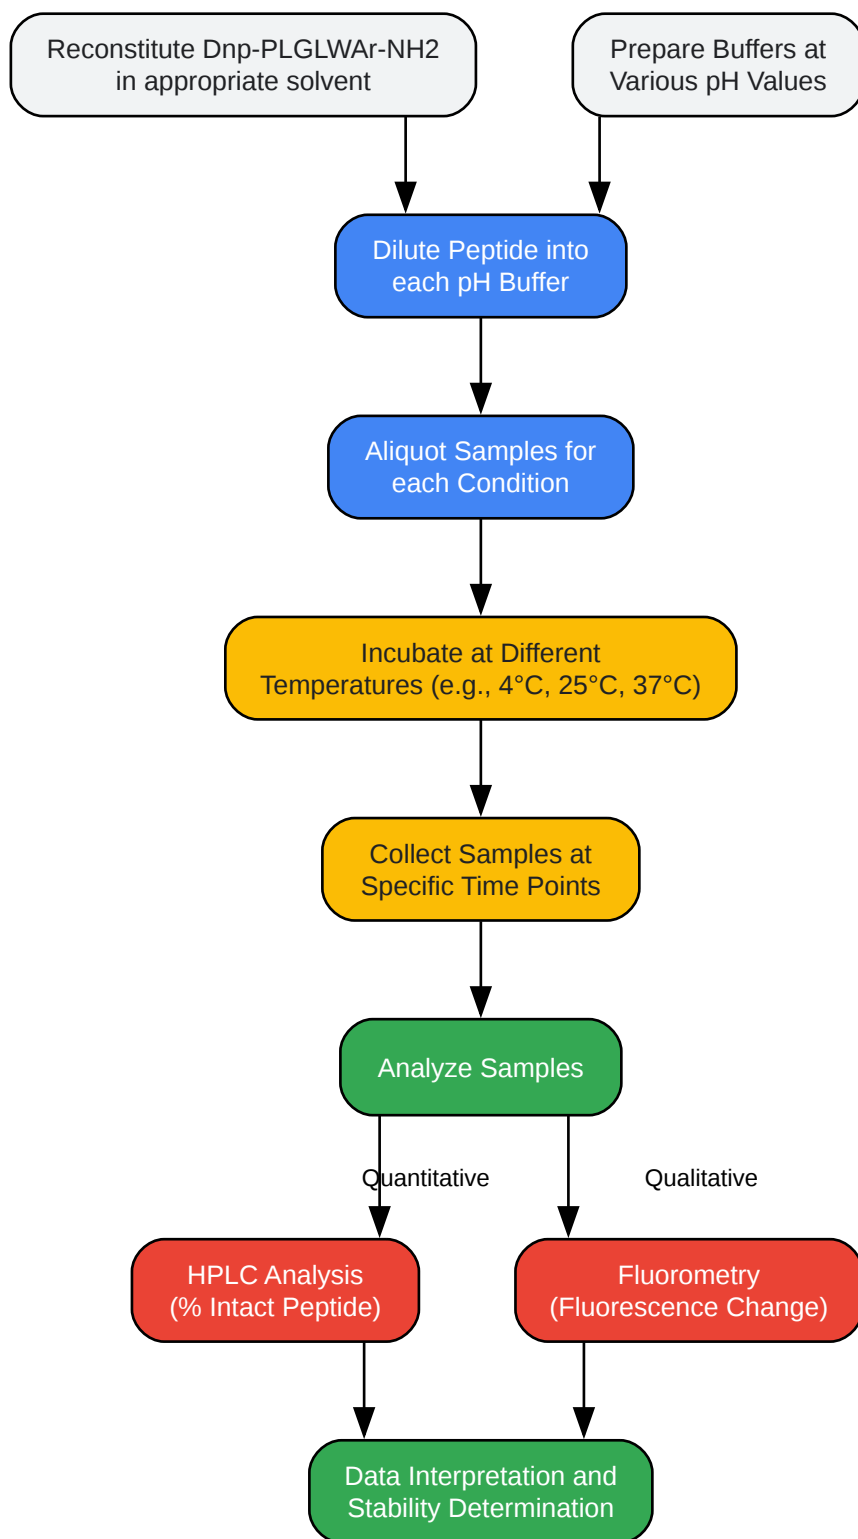 Reconstitute Dnp-PLGLWAr-NH2
in appropriate solvent
Prepare Buffers at
Various pH Values
Dilute Peptide into
each pH Buffer
Aliquot Samples for
each Condition
Incubate at Different
Temperatures (e.g., 4°C, 25°C, 37°C)
Collect Samples at
Specific Time Points
Analyze Samples
Quantitative
Qualitative
HPLC Analysis
(% Intact Peptide)
Fluorometry
(Fluorescence Change)
Data Interpretation and
Stability Determination